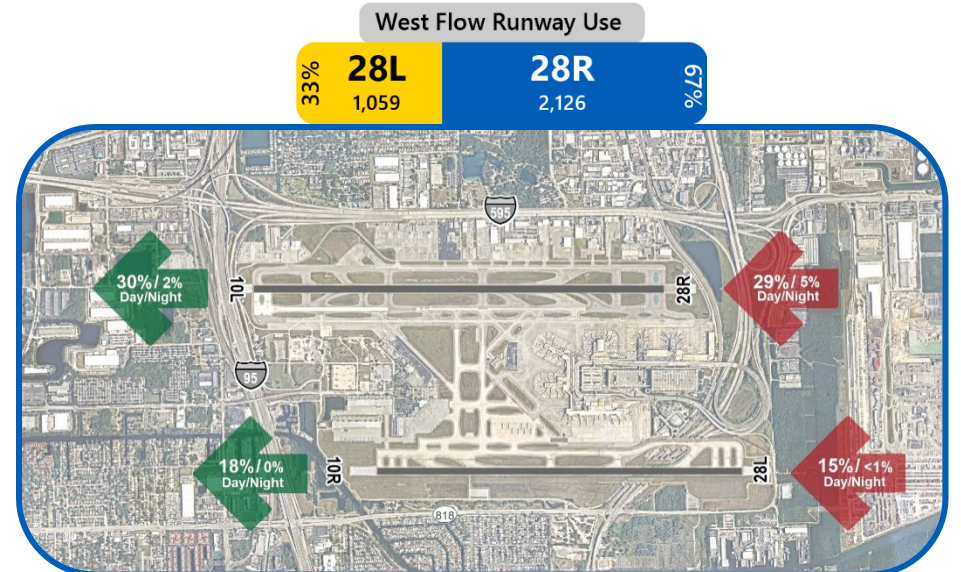 West Flow Runway Use
33%
28L
1,059
28R
2,126
67%
595
30%/ 2%
Day/Night
10L
28R
29%/ 5%
Day/Night
95
18%/ 0%
Day/Night
10R
28L
15%/ <1%
Day/Night
818